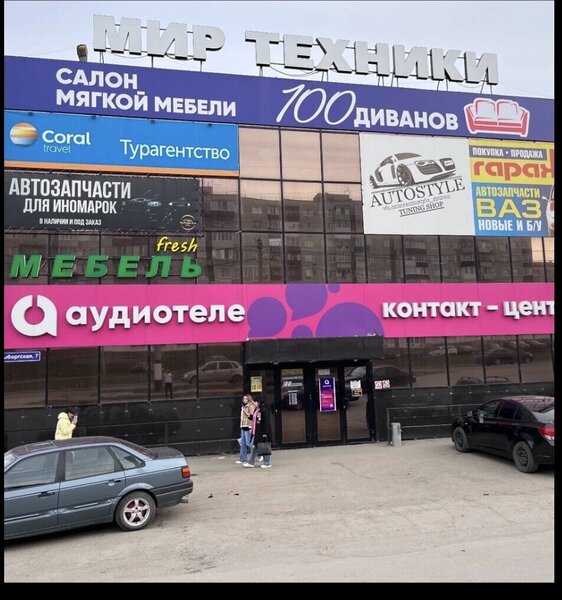 МИР ТЕХНИКИ
САЛОН
МЯГКОЙ МЕБЕЛИ
100 ДИВАНОВ
Coral
travel
Турагентство
АВТОЗАПЧАСТИ
ДЛЯ ИНОМАРОК
В НАЛИЧИИ И ПОД ЗАКАЗ
AUTOSTYLE
TUNING SHOP
ПОКУПКА • ПРОДАЖА
гараж
АВТОЗАПЧАСТИ
ВАЗ
НОВЫЕ И Б/У
fresh
МЕБЕЛЬ
аудиотеле
контакт - цент